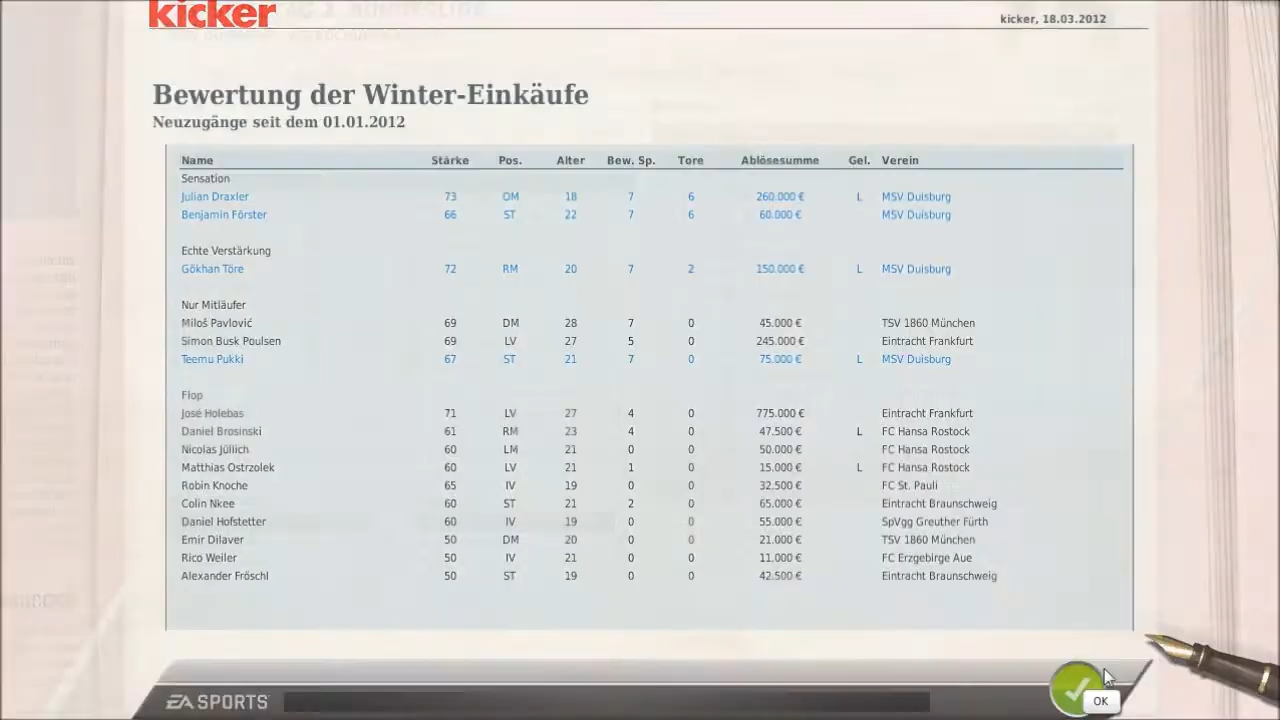 kicker
kicker, 18.03.2012
Bewertung der Winter-Einkäufe
Neuzugänge seit dem 01.01.2012
Name Stärke Pos. Alter Bew. Sp. Tore Ablösesumme Gel. Verein
Sensation
Julian Draxler 73 OM 18 7 6 260.000 € L MSV Duisburg
Benjamin Förster 66 ST 22 7 6 60.000 € MSV Duisburg
Echte Verstärkung
Gökhan Töre 72 RM 20 7 2 150.000 € L MSV Duisburg
Nur Mitläufer
Miloš Pavlović 69 DM 28 7 0 45.000 € TSV 1860 München
Simon Busk Poulsen 69 LV 27 5 0 245.000 € Eintracht Frankfurt
Teemu Pukki 67 ST 21 7 0 75.000 € L MSV Duisburg
Flop
José Holebas 71 LV 27 4 0 775.000 € Eintracht Frankfurt
Daniel Brosinski 61 RM 23 4 0 47.500 € L FC Hansa Rostock
Nicolas Jüllich 60 LM 21 0 0 50.000 € FC Hansa Rostock
Matthias Ostrzolek 60 LV 21 1 0 15.000 € L FC Hansa Rostock
Robin Knoche 65 IV 19 0 0 32.500 € FC St. Pauli
Colin Nkee 60 ST 21 2 0 65.000 € Eintracht Braunschweig
Daniel Hofstetter 60 IV 19 0 0 55.000 € SpVgg Greuther Fürth
Emir Dilaver 50 DM 20 0 0 21.000 € TSV 1860 München
Rico Weiler 50 IV 21 0 0 11.000 € FC Erzgebirge Aue
Alexander Fröschl 50 ST 19 0 0 42.500 € Eintracht Braunschweig
EA SPORTS
OK